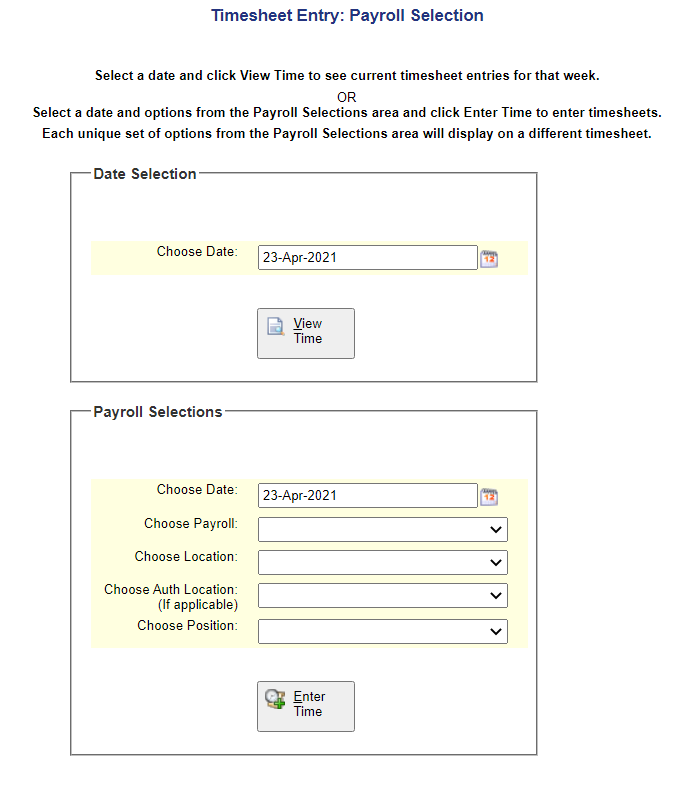 Timesheet Entry: Payroll Selection
Select a date and click View Time to see current timesheet entries for that week.
OR
Select a date and options from the Payroll Selections area and click Enter Time to enter timesheets.
Each unique set of options from the Payroll Selections area will display on a different timesheet.
Date Selection
Choose Date: 23-Apr-2021 12
View
Time
Payroll Selections
Choose Date: 23-Apr-2021 12
Choose Payroll:
Choose Location:
Choose Auth Location:
(If applicable)
Choose Position:
Enter
Time